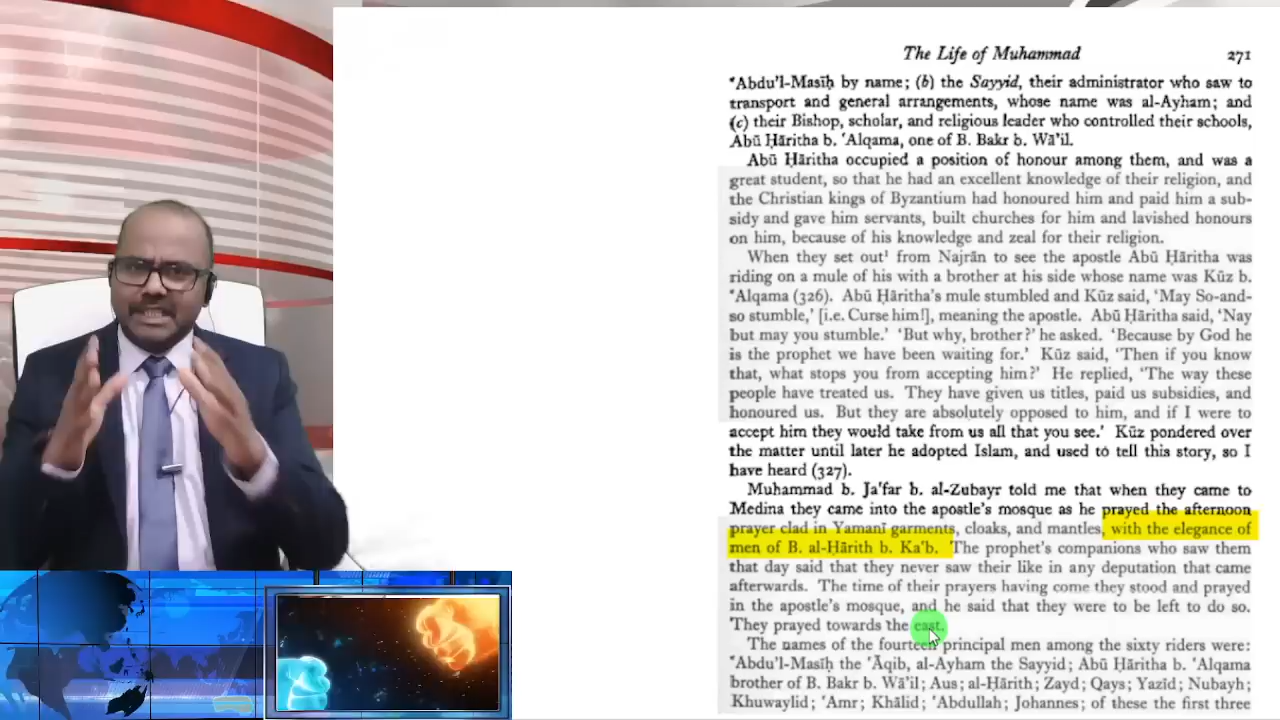 The Life of Muhammad 271
'Abdu'l-Masīḥ by name; (b) the Sayyid, their administrator who saw to
transport and general arrangements, whose name was al-Ayham; and
(c) their Bishop, scholar, and religious leader who controlled their schools,
Abū Ḥāritha b. 'Alqama, one of B. Bakr b. Wā'il.
Abū Ḥāritha occupied a position of honour among them, and was a
great student, so that he had an excellent knowledge of their religion, and
the Christian kings of Byzantium had honoured him and paid him a sub-
sidy and gave him servants, built churches for him and lavished honours
on him, because of his knowledge and zeal for their religion.
When they set out¹ from Najrān to see the apostle Abū Ḥāritha was
riding on a mule of his with a brother at his side whose name was Kūz b.
'Alqama (326). Abū Ḥāritha's mule stumbled and Kūz said, 'May So-and-
so stumble,' [i.e. Curse him!], meaning the apostle. Abū Ḥāritha said, 'Nay
but may you stumble.' 'But why, brother?' he asked. 'Because by God he
is the prophet we have been waiting for.' Kūz said, 'Then if you know
that, what stops you from accepting him?' He replied, 'The way these
people have treated us. They have given us titles, paid us subsidies, and
honoured us. But they are absolutely opposed to him, and if I were to
accept him they would take from us all that you see.' Kūz pondered over
the matter until later he adopted Islam, and used to tell this story, so I
have heard (327).
Muhammad b. Ja'far b. al-Zubayr told me that when they came to
Medina they came into the apostle's mosque as he prayed the afternoon
prayer clad in Yamanī garments, cloaks, and mantles, with the elegance of
men of B. al-Ḥārith b. Ka'b. The prophet's companions who saw them
that day said that they never saw their like in any deputation that came
afterwards. The time of their prayers having come they stood and prayed
in the apostle's mosque, and he said that they were to be left to do so.
They prayed towards the east.
The names of the fourteen principal men among the sixty riders were:
'Abdu'l-Masīḥ the 'Āqib, al-Ayham the Sayyid; Abū Ḥāritha b. 'Alqama
brother of B. Bakr b. Wā'il; Aus; al-Ḥārith; Zayd; Qays; Yazīd; Nubayh;
Khuwaylid; 'Amr; Khālid; 'Abdullah; Johannes; of these the first three